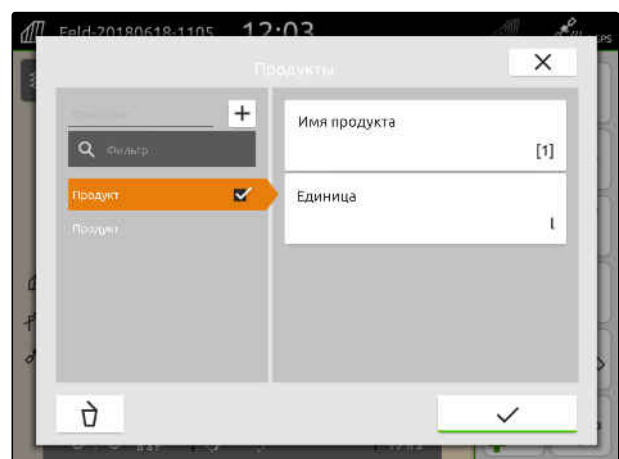 Feld-20180618-1105 12:03
Продукты
Имя продукта
[1]
Фильтр
Продукт
Единица
l
Продукт